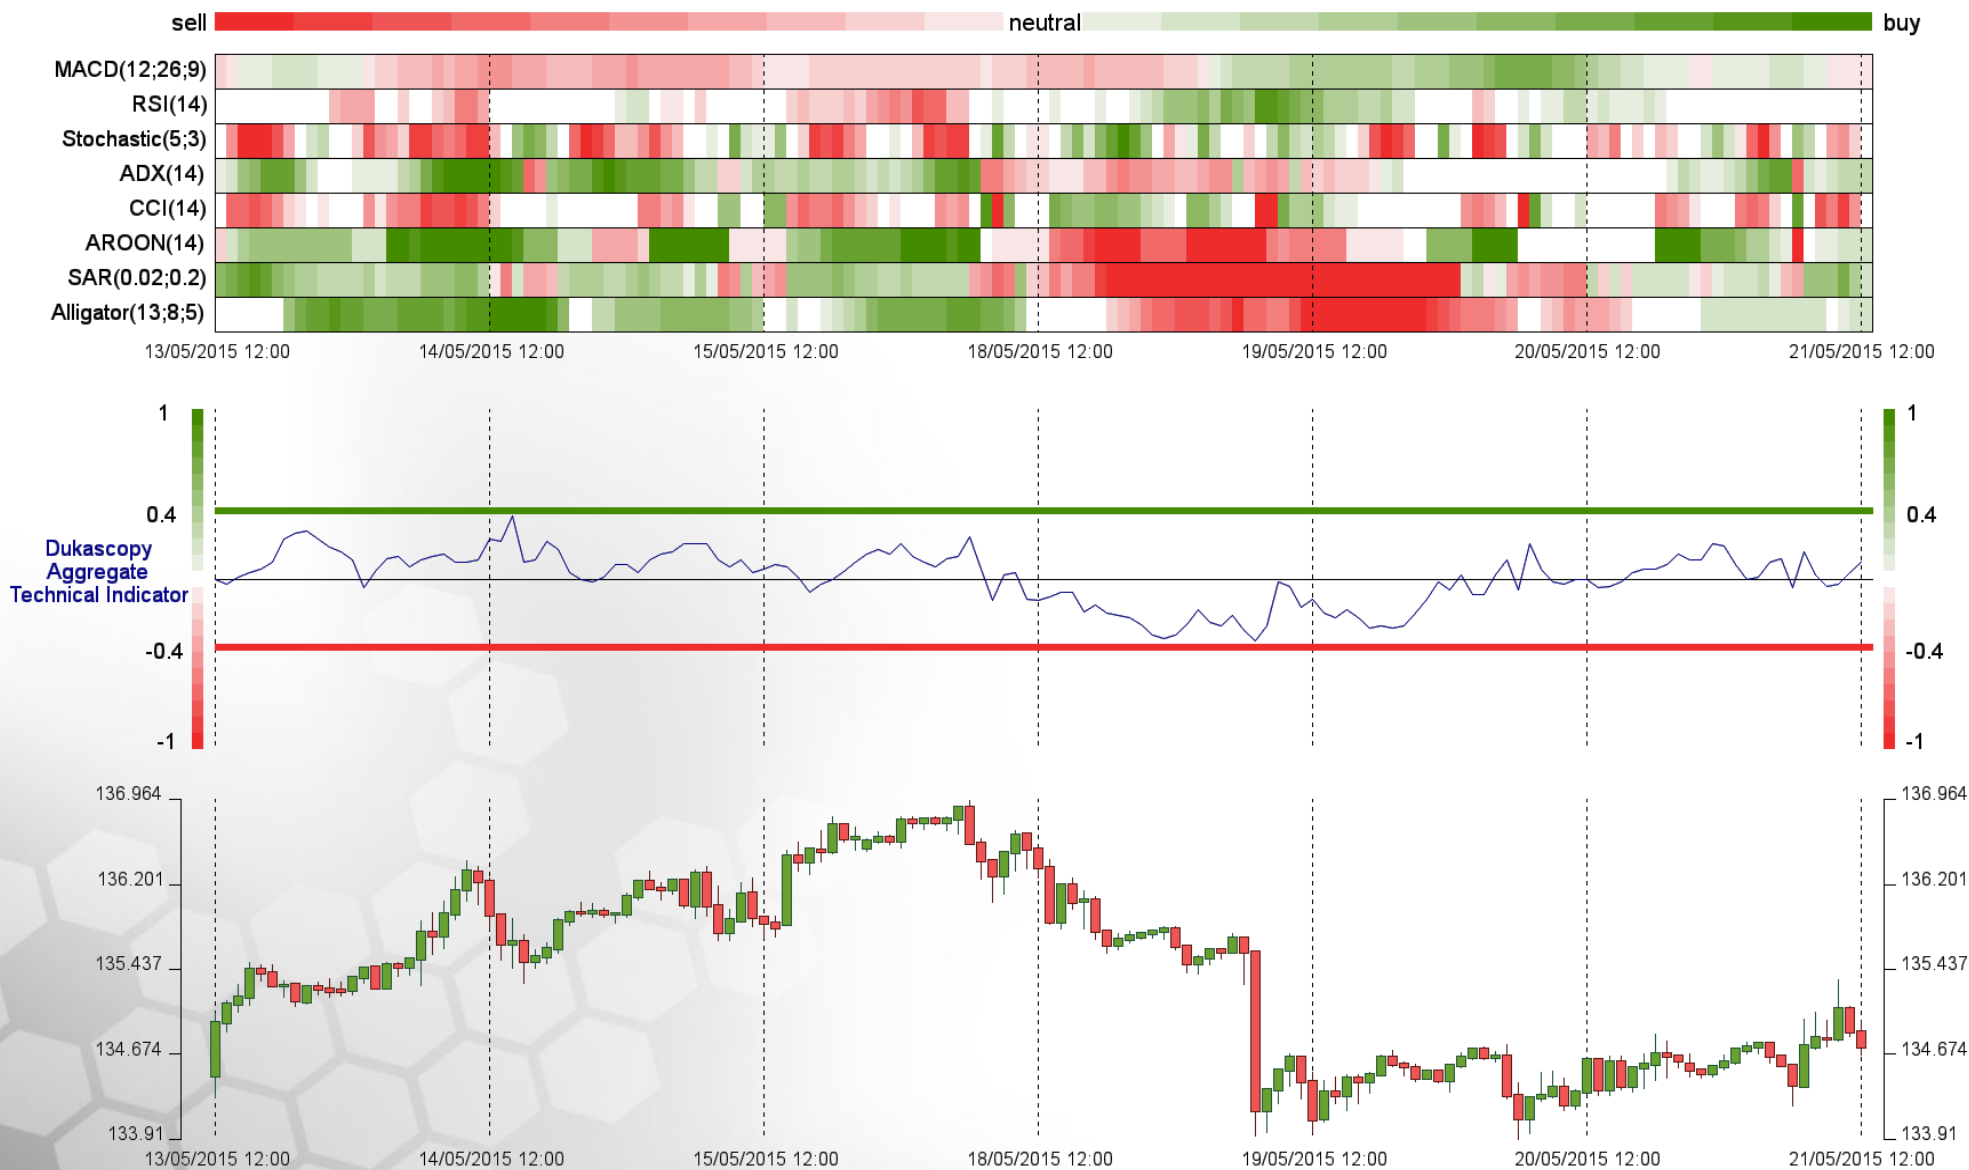 sell neutral buy
MACD(12;26;9)
RSI(14)
Stochastic(5;3)
ADX(14)
CCI(14)
AROON(14)
SAR(0.02;0.2)
Alligator(13;8;5)
13/05/2015 12:00 14/05/2015 12:00 15/05/2015 12:00 18/05/2015 12:00 19/05/2015 12:00 20/05/2015 12:00 21/05/2015 12:00
1 1
0.4 0.4
Dukascopy
Aggregate
Technical Indicator
-0.4 -0.4
-1 -1
136.964 136.964
136.201 136.201
135.437 135.437
134.674 134.674
133.91 133.91
13/05/2015 12:00 14/05/2015 12:00 15/05/2015 12:00 18/05/2015 12:00 19/05/2015 12:00 20/05/2015 12:00 21/05/2015 12:00